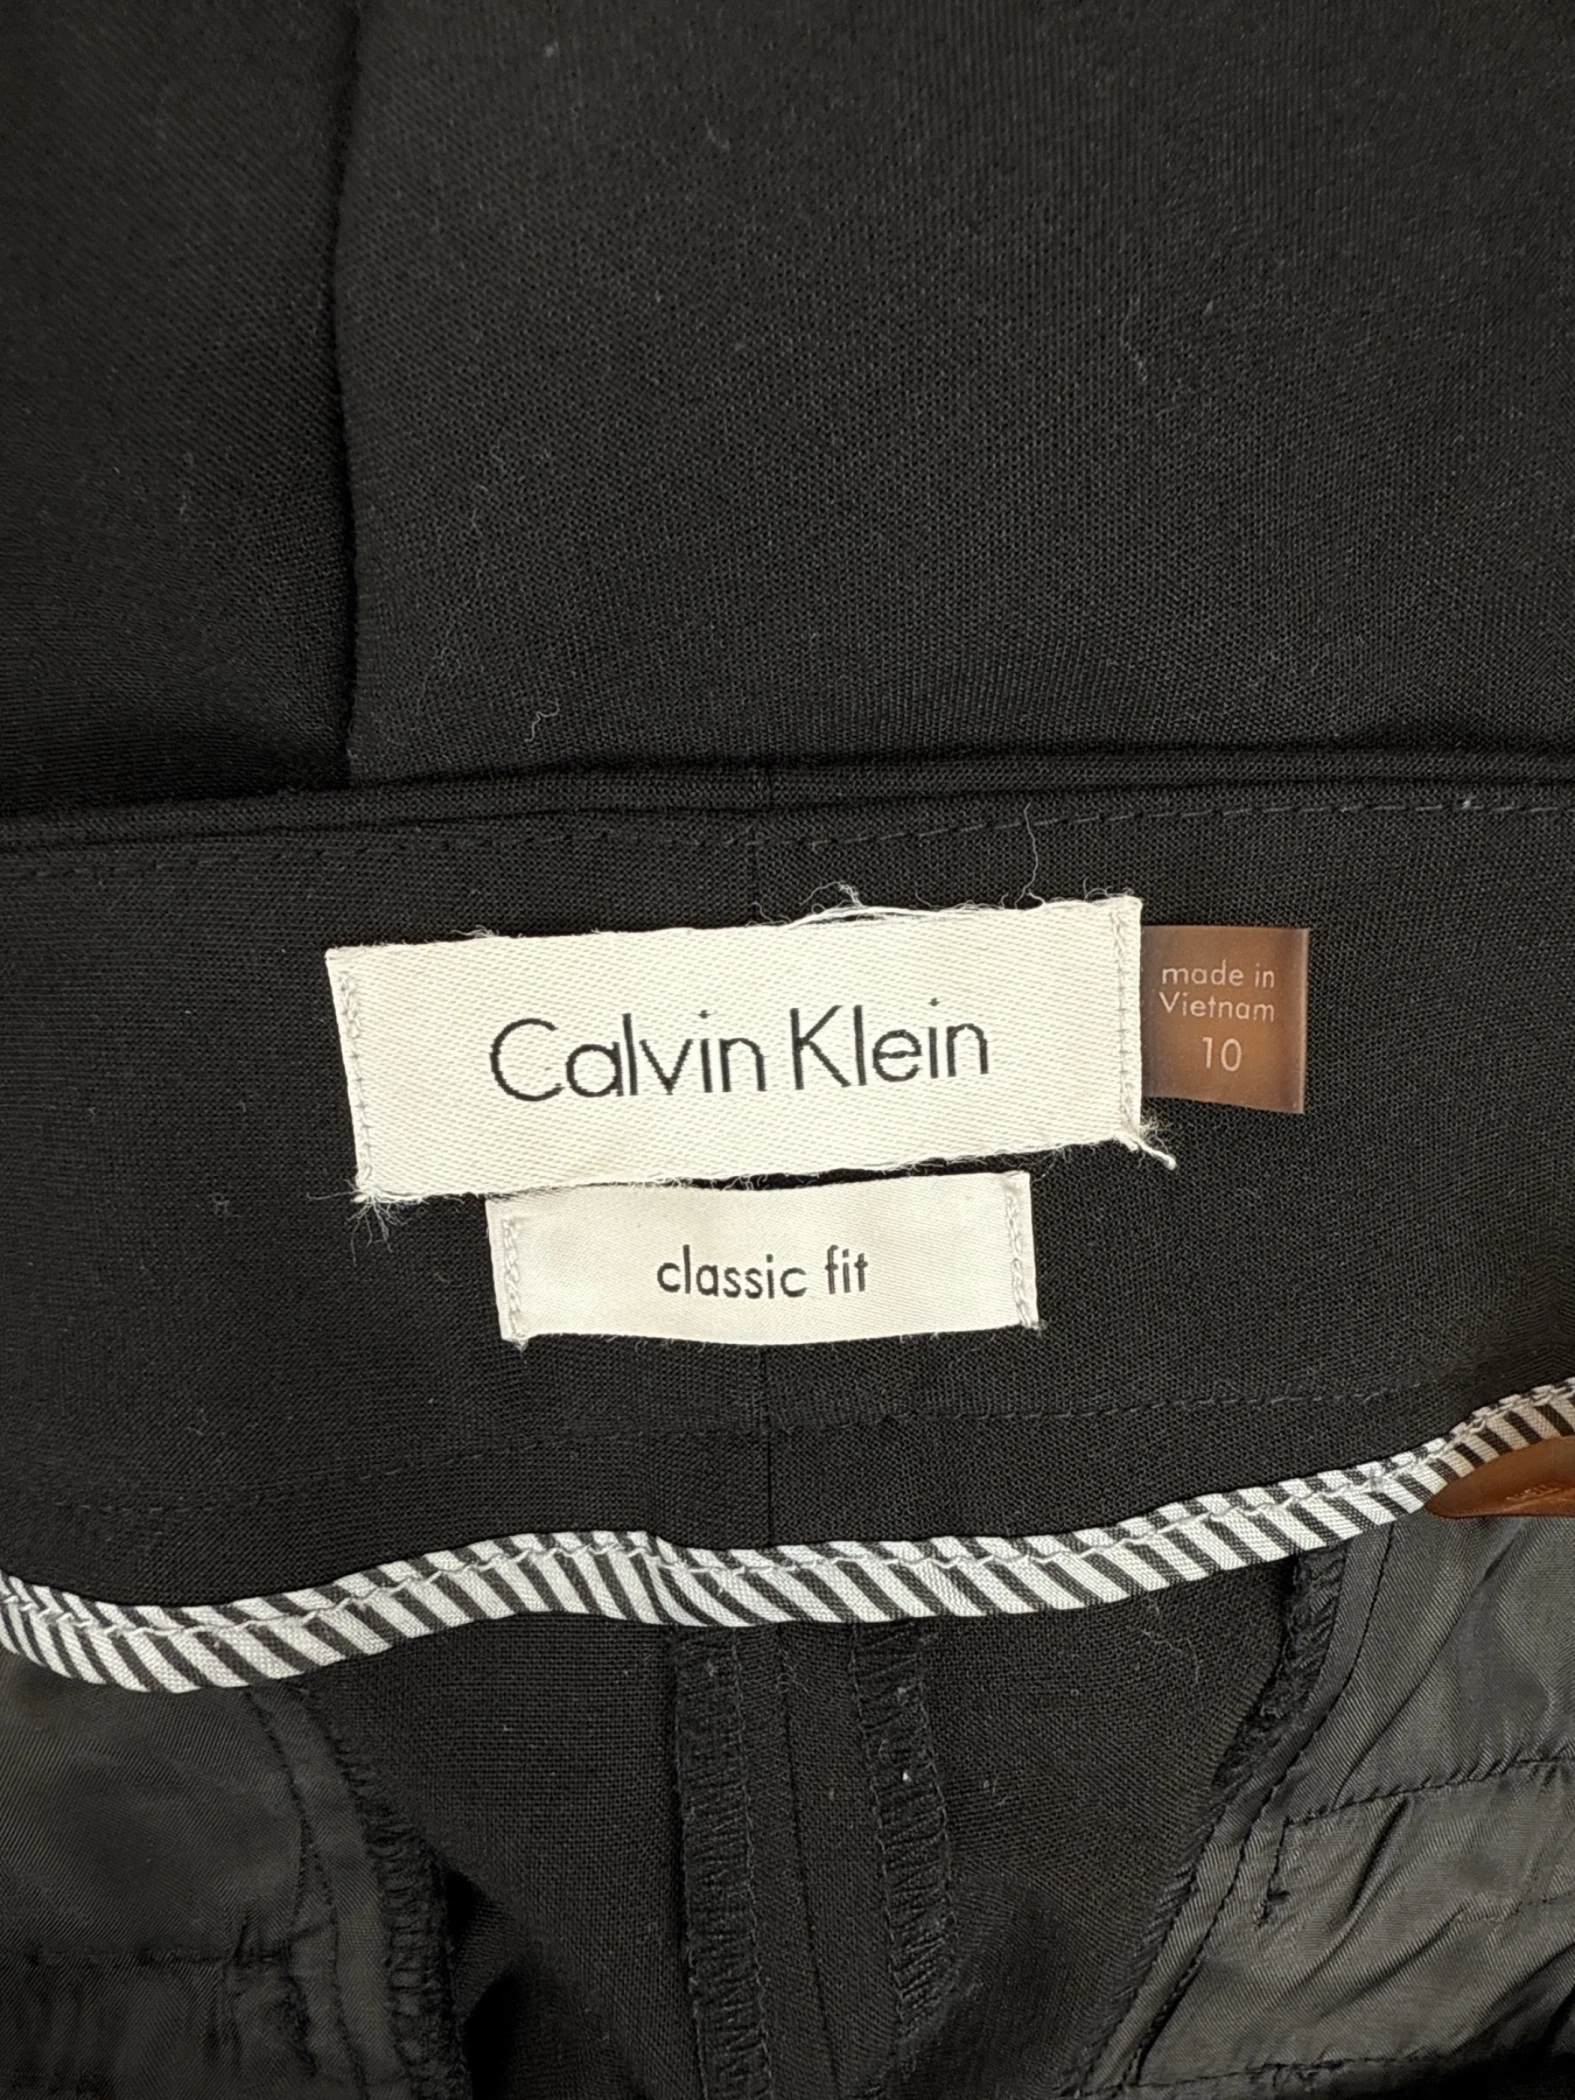 Calvin Klein
made in
Vietnam
10
classic fit